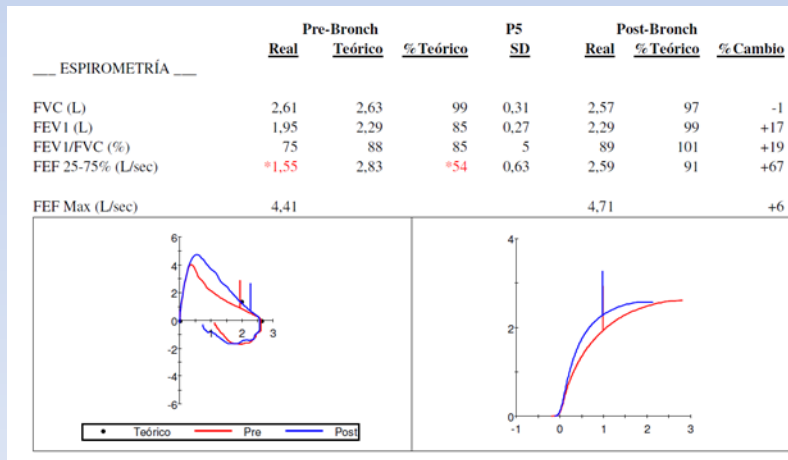 Pre-Bronch P5 Post-Bronch
Real Teórico % Teórico SD Real % Teórico % Cambio
___ ESPIROMETRÍA ___
FVC (L) 2,61 2,63 99 0,31 2,57 97 -1
FEV1 (L) 1,95 2,29 85 0,27 2,29 99 +17
FEV1/FVC (%) 75 88 85 5 89 101 +19
FEF 25-75% (L/sec) *1,55 2,83 *54 0,63 2,59 91 +67
FEF Max (L/sec) 4,41 4,71 +6
6
4
2
0 1 2 3
-2
-4
-6
Teórico Pre Post
4
2
0
-1 0 1 2 3